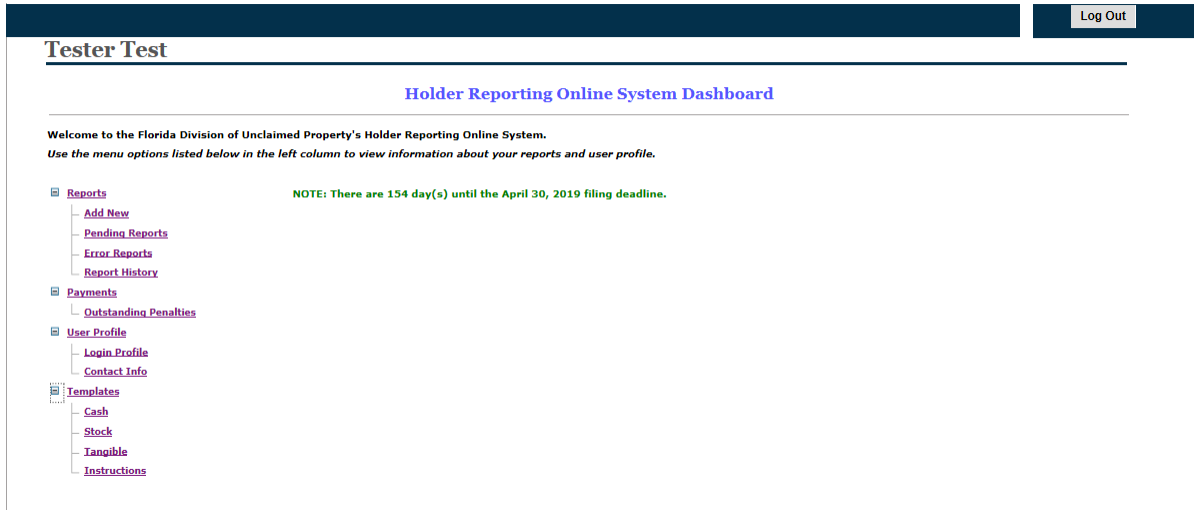 Log Out
Tester Test
Holder Reporting Online System Dashboard
Welcome to the Florida Division of Unclaimed Property's Holder Reporting Online System.
Use the menu options listed below in the left column to view information about your reports and user profile.
Reports
NOTE: There are 154 day(s) until the April 30, 2019 filing deadline.
Add New
Pending Reports
Error Reports
Report History
Payments
Outstanding Penalties
User Profile
Login Profile
Contact Info
Templates
Cash
Stock
Tangible
Instructions